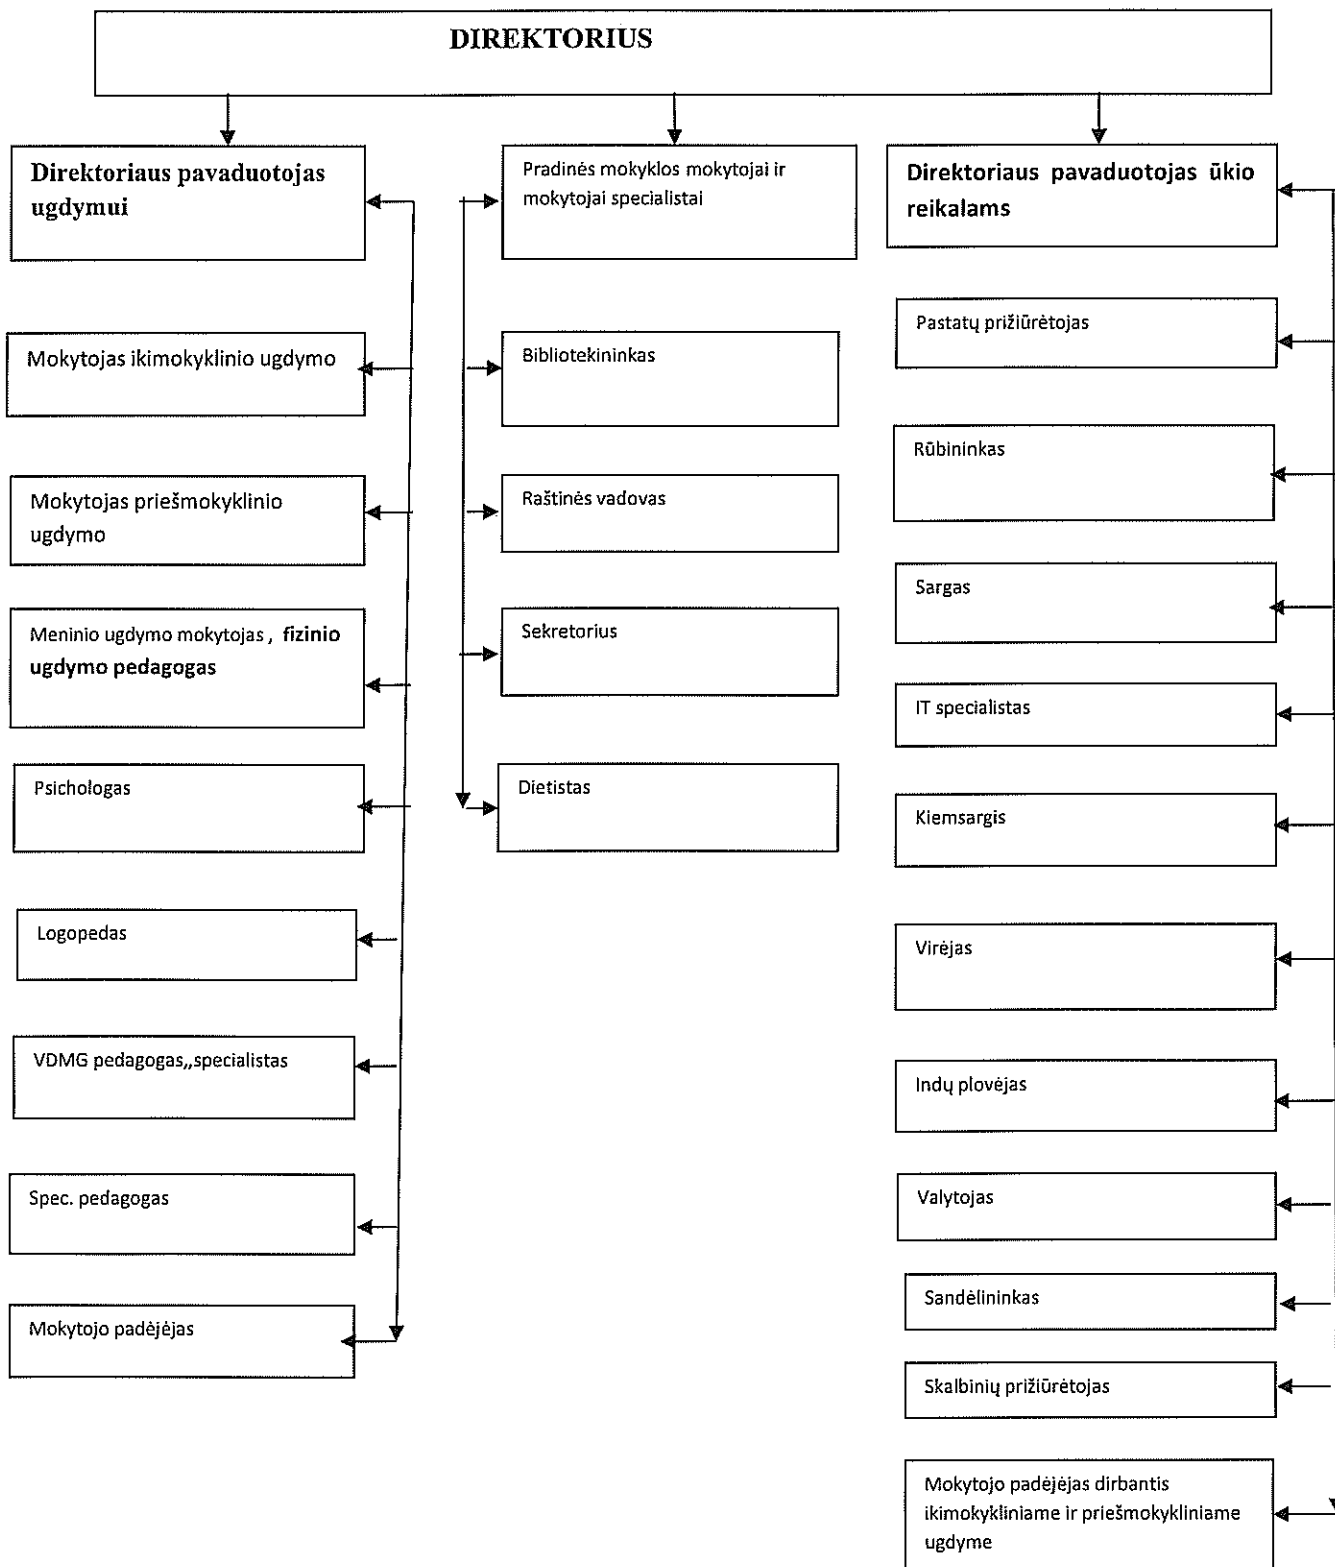 DIREKTORIUS
Direktoriaus pavaduotojas
ugdymui
Mokytojas ikimokyklinio ugdymo
Mokytojas priešmokyklinio
ugdymo
Meninio ugdymo mokytojas , fizinio
ugdymo pedagogas
Psichologas
Logopedas
VDMG pedagogas,,specialistas
Spec. pedagogas
Mokytojo padėjėjas
Pradinės mokyklos mokytojai ir
mokytojai specialistai
Bibliotekininkas
Raštinės vadovas
Sekretorius
Dietistas
Direktoriaus pavaduotojas ūkio
reikalams
Pastatų prižiūrėtojas
Rūbininkas
Sargas
IT specialistas
Kiemsargis
Virėjas
Indų plovėjas
Valytojas
Sandėlininkas
Skalbinių prižiūrėtojas
Mokytojo padėjėjas dirbantis
ikimokykliniame ir priešmokykliniame
ugdyme